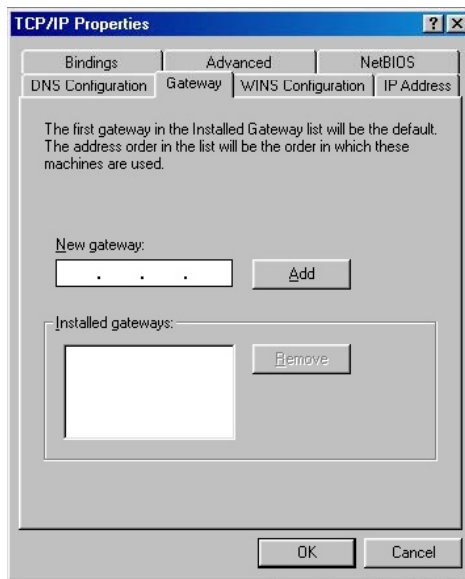 TCP/IP Properties
? ×
Bindings Advanced NetBIOS
DNS Configuration Gateway WINS Configuration IP Address
The first gateway in the Installed Gateway list will be the default.
The address order in the list will be the order in which these
machines are used.
New gateway:
. . .
Add
Installed gateways:
Remove
OK Cancel